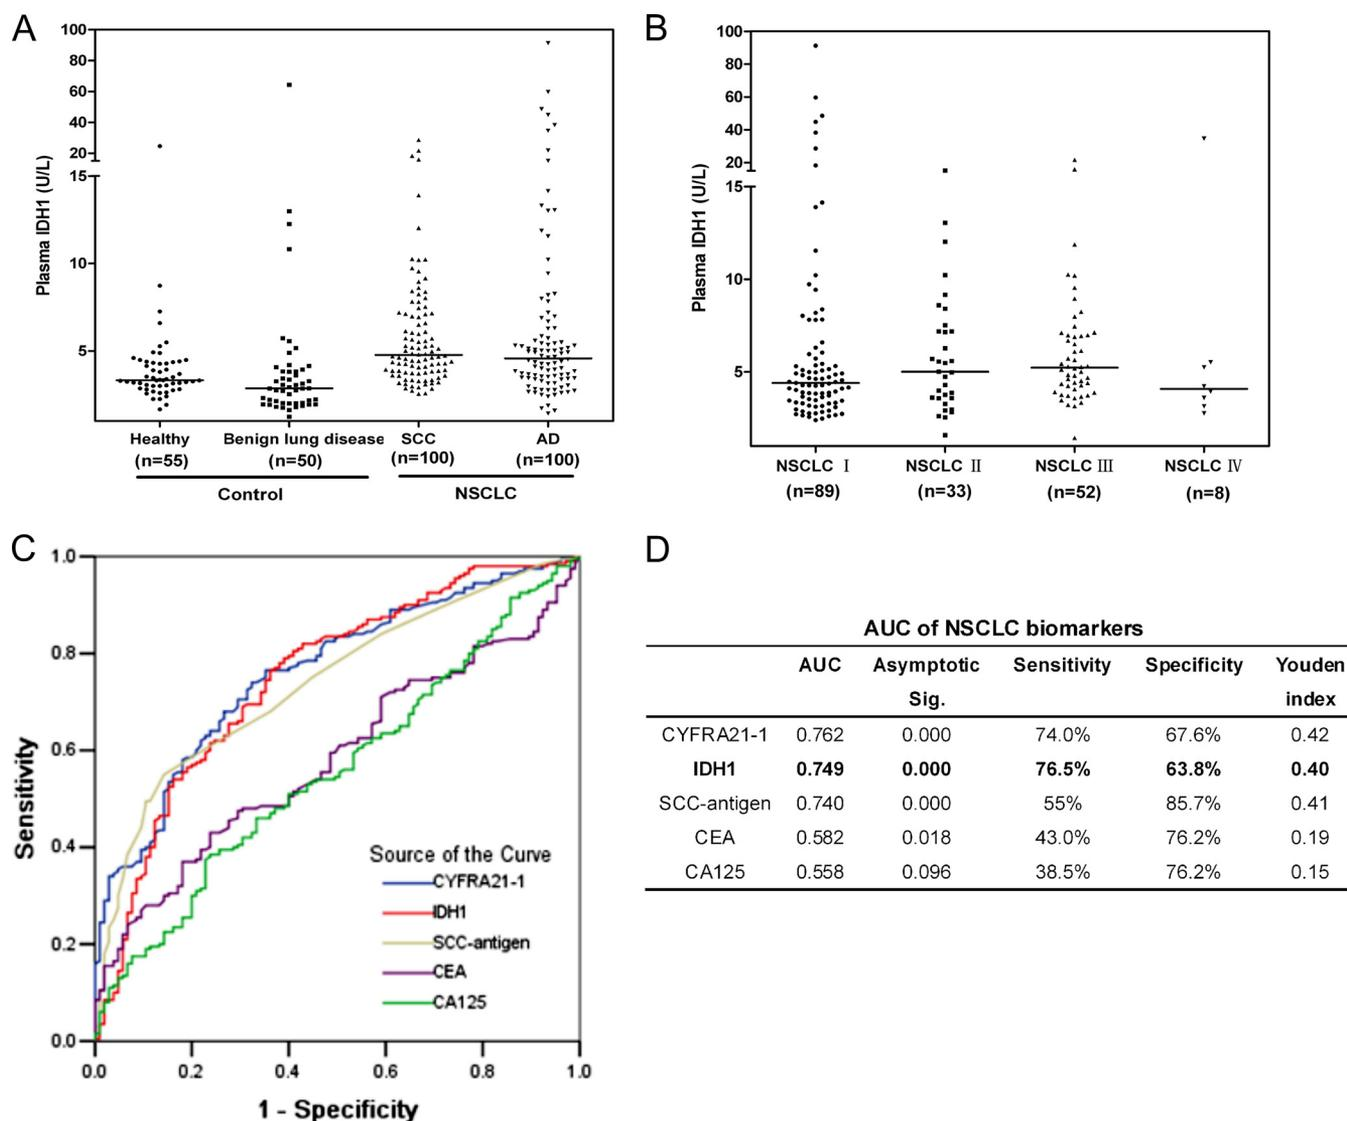 A
100
80
60
40
20
15
10
5
Plasma IDH1 (U/L)
Healthy Benign lung disease SCC AD
(n=55) (n=50) (n=100) (n=100)
Control NSCLC
B
100
80
60
40
20
15
10
5
Plasma IDH1 (U/L)
NSCLC Ⅰ NSCLC Ⅱ NSCLC Ⅲ NSCLC Ⅳ
(n=89) (n=33) (n=52) (n=8)
C
1.0
0.8
0.6
0.4
0.2
0.0
Sensitivity
Source of the Curve
CYFRA21-1
IDH1
SCC-antigen
CEA
CA125
0.0 0.2 0.4 0.6 0.8 1.0
1 - Specificity
D
AUC of NSCLC biomarkers
AUC Asymptotic Sensitivity Specificity Youden
Sig. index
CYFRA21-1 0.762 0.000 74.0% 67.6% 0.42
IDH1 0.749 0.000 76.5% 63.8% 0.40
SCC-antigen 0.740 0.000 55% 85.7% 0.41
CEA 0.582 0.018 43.0% 76.2% 0.19
CA125 0.558 0.096 38.5% 76.2% 0.15